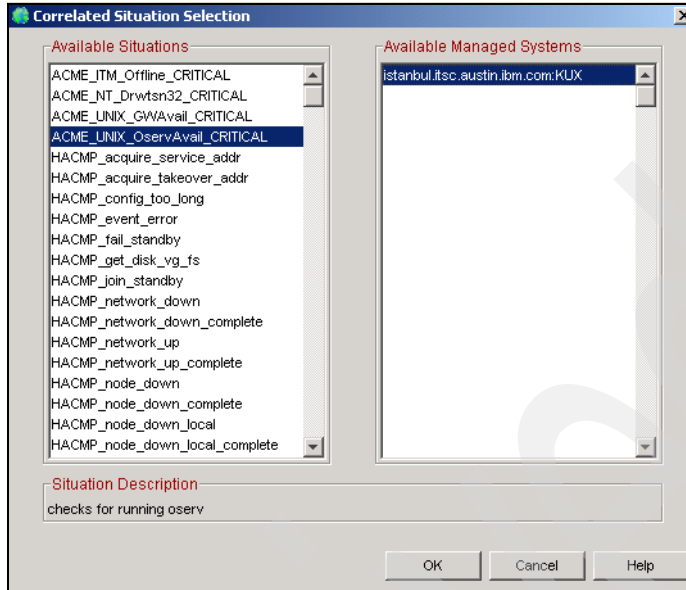 Correlated Situation Selection
Available Situations
ACME_ITM_Offline_CRITICAL
ACME_NT_Drwtsn32_CRITICAL
ACME_UNIX_GWAvail_CRITICAL
ACME_UNIX_OservAvail_CRITICAL
HACMP_acquire_service_addr
HACMP_acquire_takeover_addr
HACMP_config_too_long
HACMP_event_error
HACMP_fail_standby
HACMP_get_disk_vg_fs
HACMP_join_standby
HACMP_network_down
HACMP_network_down_complete
HACMP_network_up
HACMP_network_up_complete
HACMP_node_down
HACMP_node_down_complete
HACMP_node_down_local
HACMP_node_down_local_complete
Available Managed Systems
istanbul.itsc.austin.ibm.com:KUX
Situation Description
checks for running oserv
OK Cancel Help